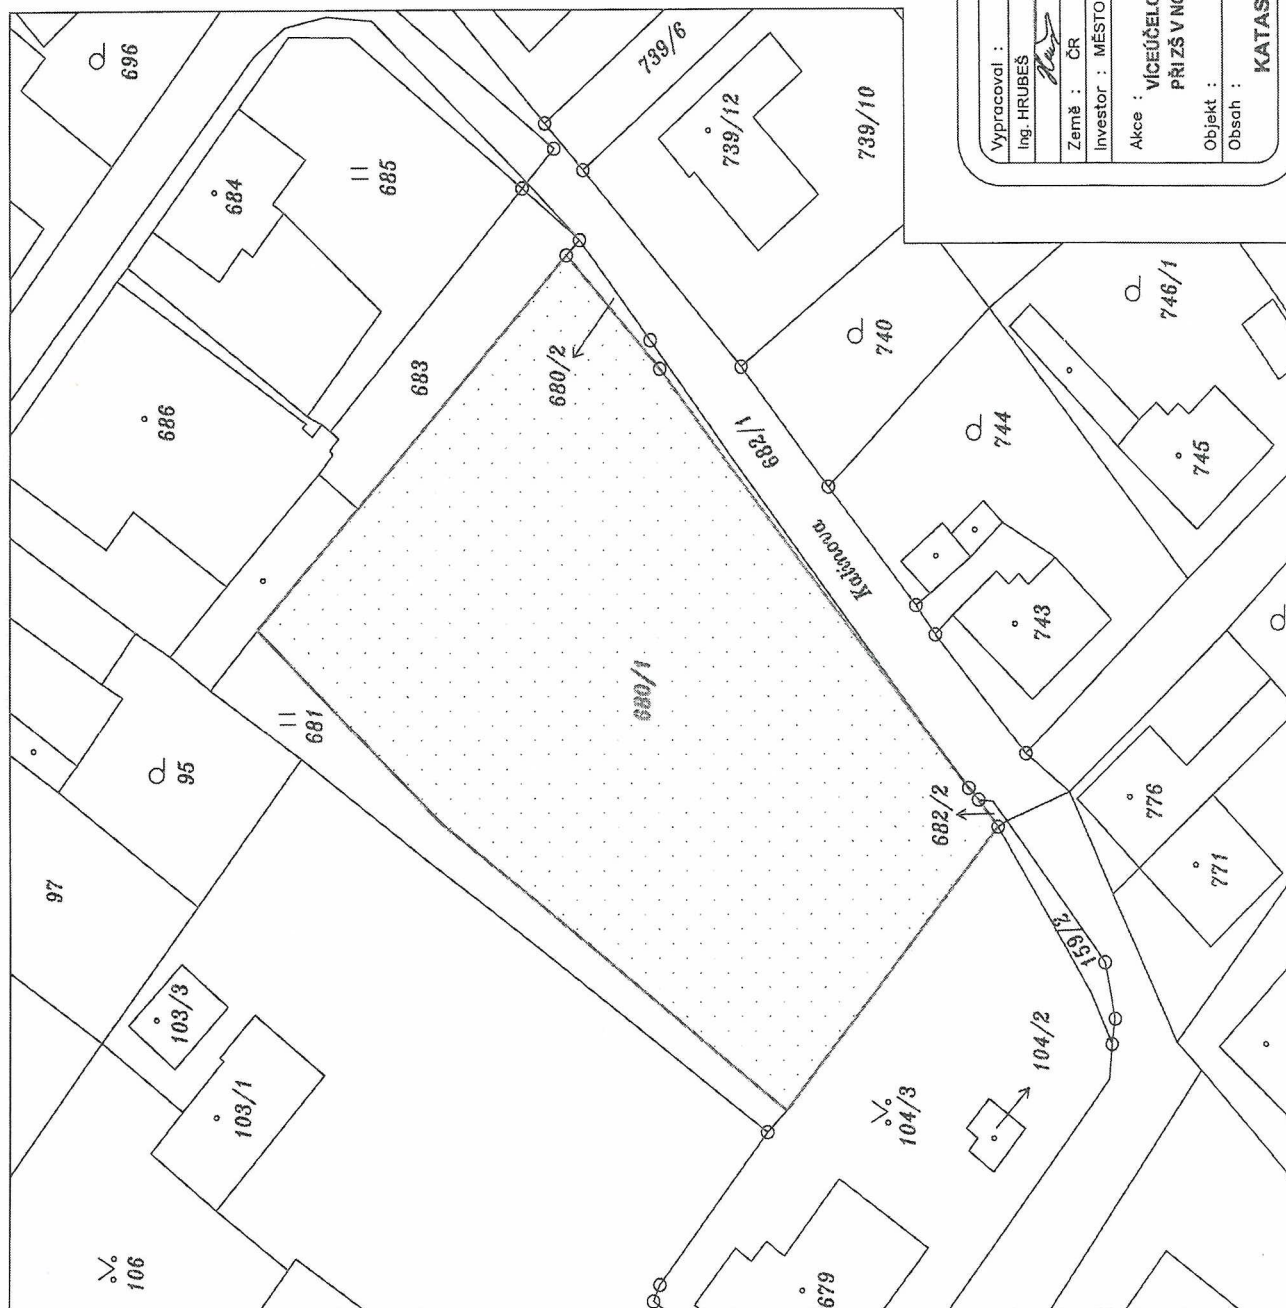 Vypracoval :
Ing. HRUBEŠ
Země : ČR
Investor : MĚSTO
Akce :
VÍCEÚČELO
PŘI ZŠ V NO
Objekt :
Obsah :
KATAS
696
739/6
684
685
739/12
739/10
683
680/2
686
740
746/1
682/1
744
745
Kalinova
743
680/1
681
95
682/2
776
771
97
159/2
103/3
103/1
104/2
104/3
106
679